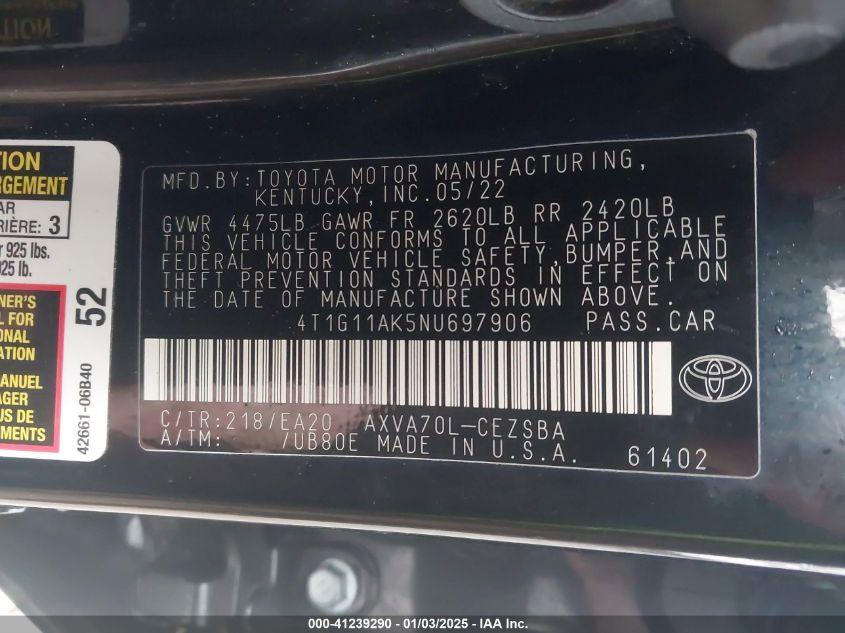 TION
TION
RGEMENT
AR
RIÈRE: 3
r 925 lbs.
925 lb.
NER'S
L FOR
ONAL
ATION
ANUEL
AGER
US DE
S.
52
42661-06B40
MFD.BY:TOYOTA MOTOR MANUFACTURING,
KENTUCKY,INC.05/22
GVWR 4475LB GAWR FR 2620LB RR 2420LB
THIS VEHICLE CONFORMS TO ALL APPLICABLE
FEDERAL MOTOR VEHICLE SAFETY,BUMPER,AND
THEFT PREVENTION STANDARDS IN EFFECT ON
THE DATE OF MANUFACTURE SHOWN ABOVE.
4T1G11AK5NU697906 PASS.CAR
C/TR:218/EA20 AXVA70L-CEZSBA
A/TM: /UB80E MADE IN U.S.A.
61402
000-41239290 - 01/03/2025 - IAA Inc.